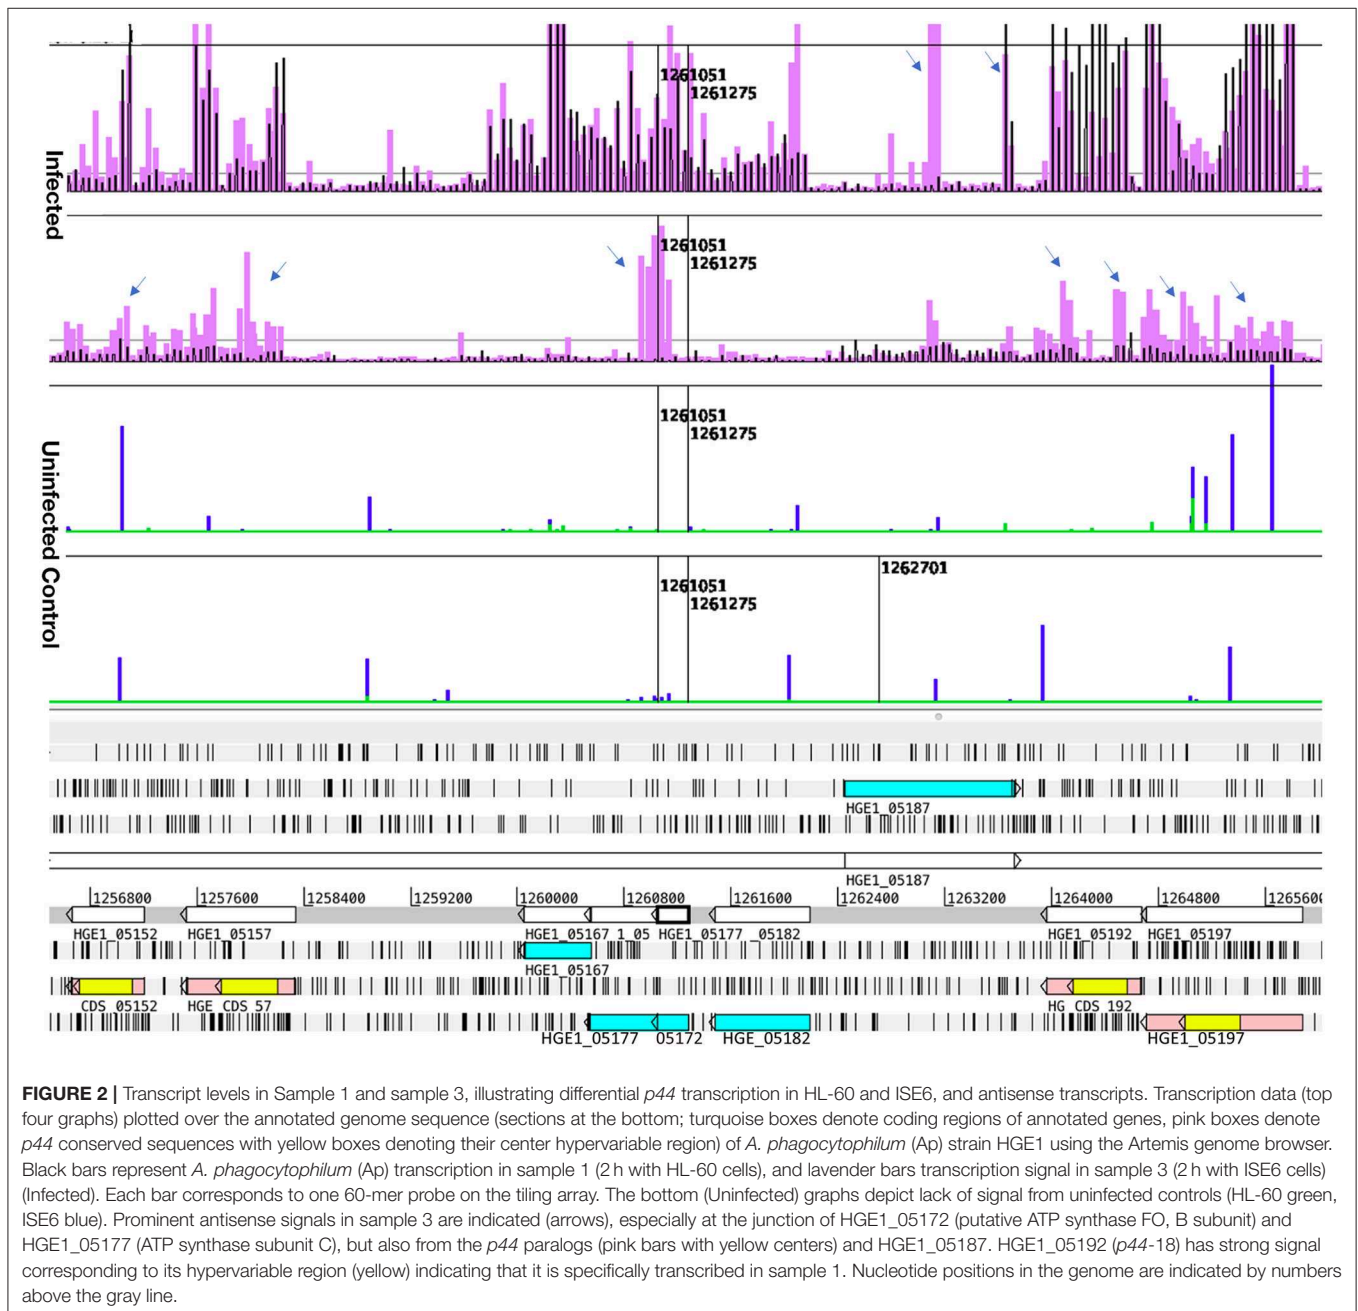 1261051
1261275
Infected
1261051
1261275
1261051
1261275
Uninfected Control
1262701
1261051
1261275
HGE1_05187
HGE1_05187
1256800 1257600 1258400 1259200 1260000 1260800 1261600 1262400 1263200 1264000 1264800 126560
HGE1_05152 HGE1_05157 HGE1_05167 1_05 HGE1_05177 _05182 HGE1_05192 HGE1_05197
HGE1_05167
CDS_05152 HGE_CDS_57 HG_CDS_192
HGE1_05177 05172 HGE_05182 HGE1_05197
FIGURE 2 | Transcript levels in Sample 1 and sample 3, illustrating differential p44 transcription in HL-60 and ISE6, and antisense transcripts. Transcription data (top
four graphs) plotted over the annotated genome sequence (sections at the bottom; turquoise boxes denote coding regions of annotated genes, pink boxes denote
p44 conserved sequences with yellow boxes denoting their center hypervariable region) of A. phagocytophilum (Ap) strain HGE1 using the Artemis genome browser.
Black bars represent A. phagocytophilum (Ap) transcription in sample 1 (2 h with HL-60 cells), and lavender bars transcription signal in sample 3 (2 h with ISE6 cells)
(Infected). Each bar corresponds to one 60-mer probe on the tiling array. The bottom (Uninfected) graphs depict lack of signal from uninfected controls (HL-60 green,
ISE6 blue). Prominent antisense signals in sample 3 are indicated (arrows), especially at the junction of HGE1_05172 (putative ATP synthase FO, B subunit) and
HGE1_05177 (ATP synthase subunit C), but also from the p44 paralogs (pink bars with yellow centers) and HGE1_05187. HGE1_05192 (p44-18) has strong signal
corresponding to its hypervariable region (yellow) indicating that it is specifically transcribed in sample 1. Nucleotide positions in the genome are indicated by numbers
above the gray line.